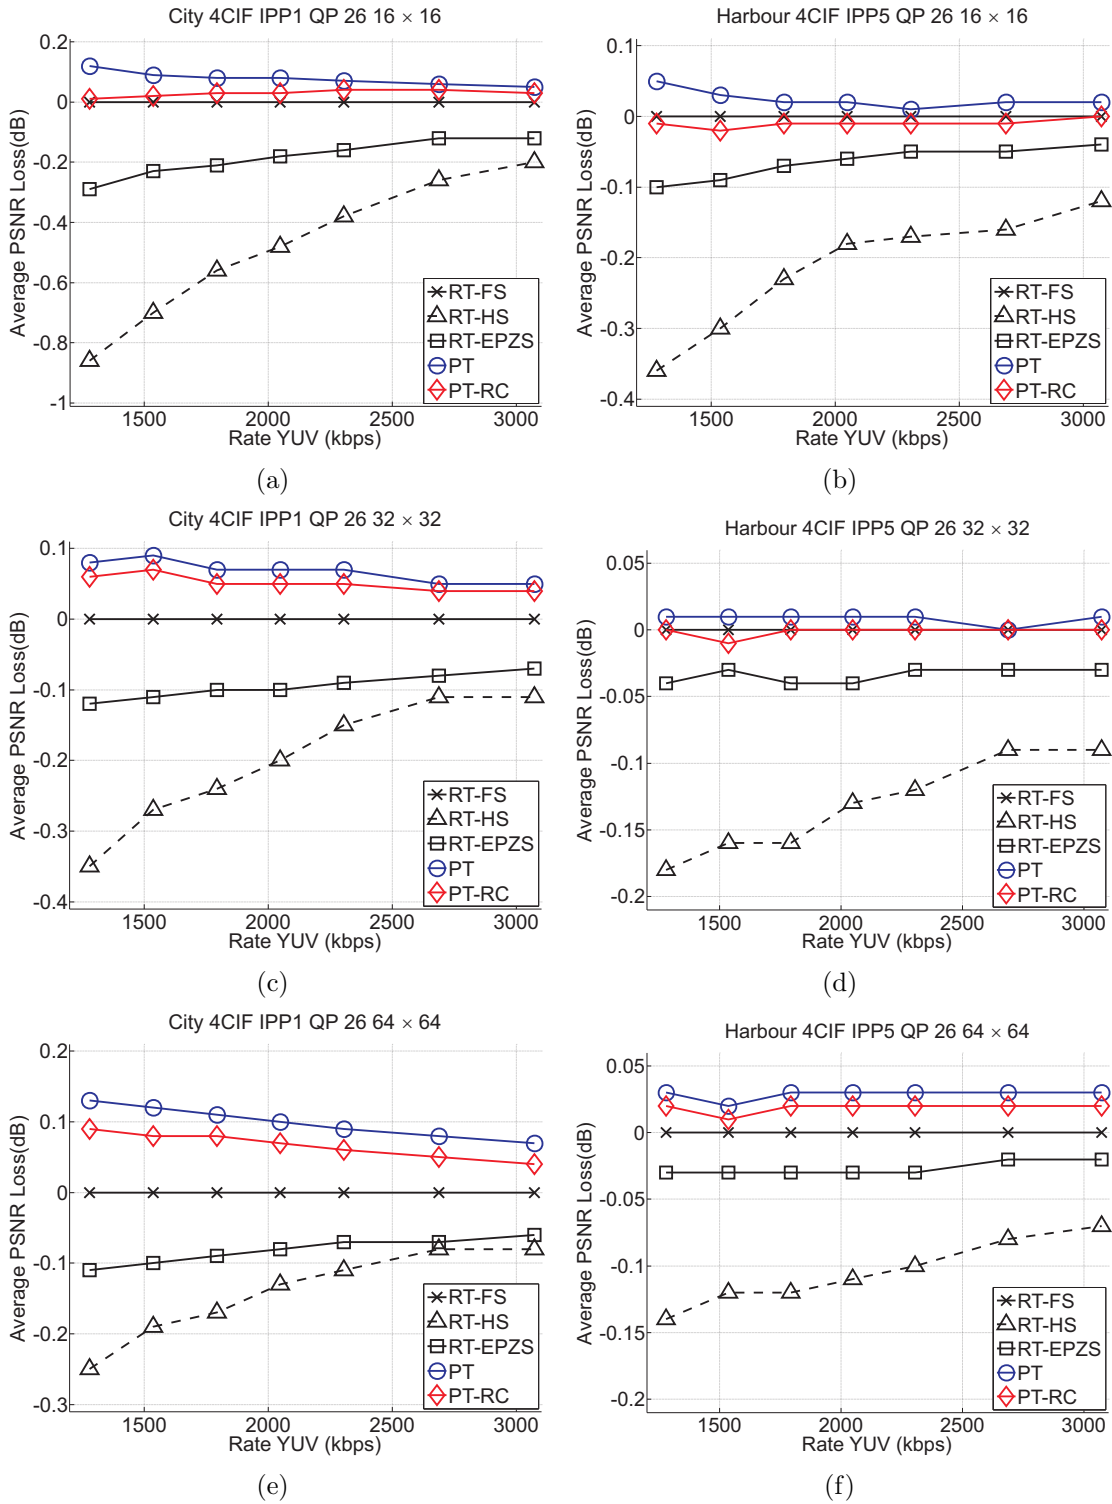 City 4CIF IPP1 QP 26 16 × 16
Average PSNR Loss(dB)
0.2
0
-0.2
-0.4
-0.6
-0.8
-1
1500 2000 2500 3000
Rate YUV (kbps)
RT-FS
RT-HS
RT-EPZS
PT
PT-RC
(a)
Harbour 4CIF IPP5 QP 26 16 × 16
Average PSNR Loss(dB)
0.1
0
-0.1
-0.2
-0.3
-0.4
1500 2000 2500 3000
Rate YUV (kbps)
RT-FS
RT-HS
RT-EPZS
PT
PT-RC
(b)
City 4CIF IPP1 QP 26 32 × 32
Average PSNR Loss(dB)
0.1
0
-0.1
-0.2
-0.3
-0.4
1500 2000 2500 3000
Rate YUV (kbps)
RT-FS
RT-HS
RT-EPZS
PT
PT-RC
(c)
Harbour 4CIF IPP5 QP 26 32 × 32
Average PSNR Loss(dB)
0.05
0
-0.05
-0.1
-0.15
-0.2
1500 2000 2500 3000
Rate YUV (kbps)
RT-FS
RT-HS
RT-EPZS
PT
PT-RC
(d)
City 4CIF IPP1 QP 26 64 × 64
Average PSNR Loss(dB)
0.2
0.1
0
-0.1
-0.2
-0.3
1500 2000 2500 3000
Rate YUV (kbps)
RT-FS
RT-HS
RT-EPZS
PT
PT-RC
(e)
Harbour 4CIF IPP5 QP 26 64 × 64
Average PSNR Loss(dB)
0.05
0
-0.05
-0.1
-0.15
-0.2
1500 2000 2500 3000
Rate YUV (kbps)
RT-FS
RT-HS
RT-EPZS
PT
PT-RC
(f)